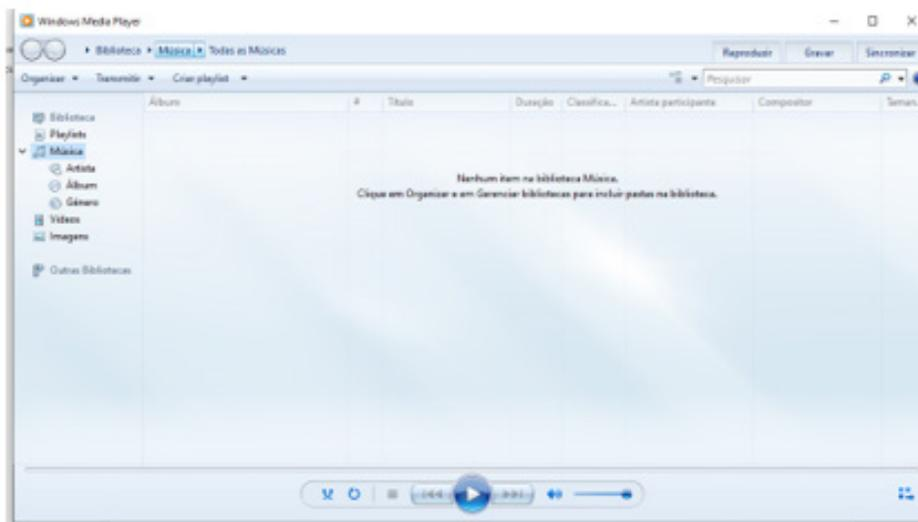 Windows Media Player
Biblioteca Música Todas as Músicas
Reproduzir Gravar Sincronizar
Organizar Transmitir Criar playlist
Pesquisar
Álbum # Título Duração Classifica... Artista participante Compositor
Biblioteca
Playlists
Música
Artista
Álbum
Gênero
Vídeos
Imagens
Outras Bibliotecas
Nenhum item na biblioteca Música.
Clique em Organizar e em Gerenciar bibliotecas para incluir pastas na biblioteca.